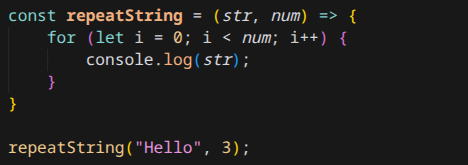 const repeatString = (str, num) => {
    for (let i = 0; i < num; i++) {
        console.log(str);
    }
}

repeatString("Hello", 3);